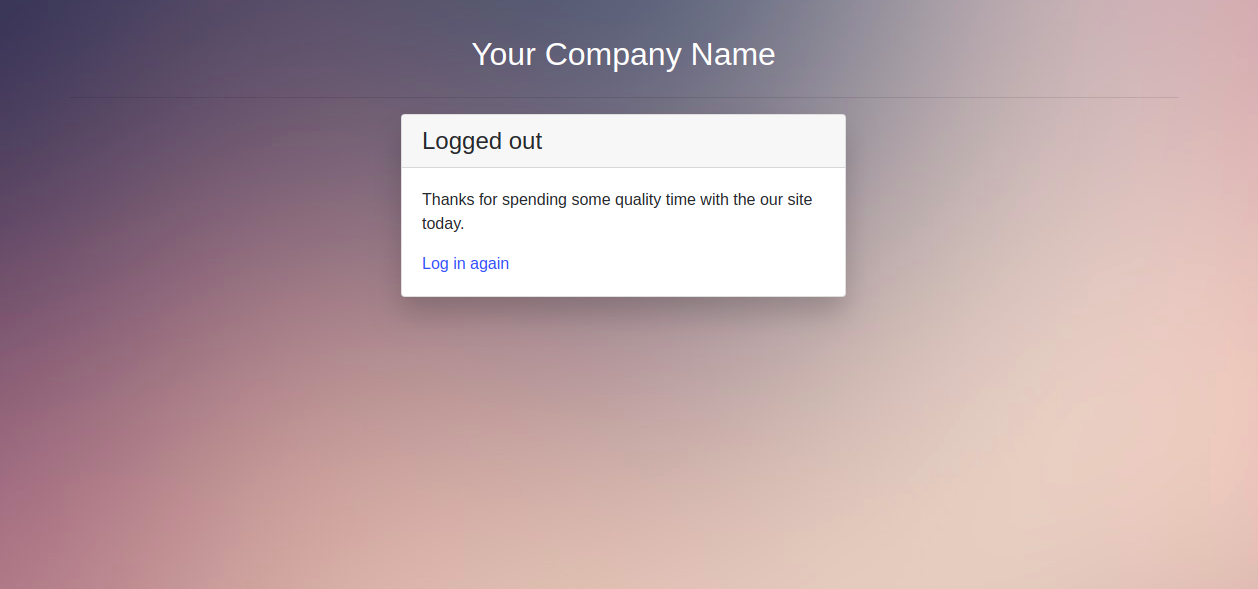 Your Company Name
Logged out
Thanks for spending some quality time with the our site
today.
Log in again